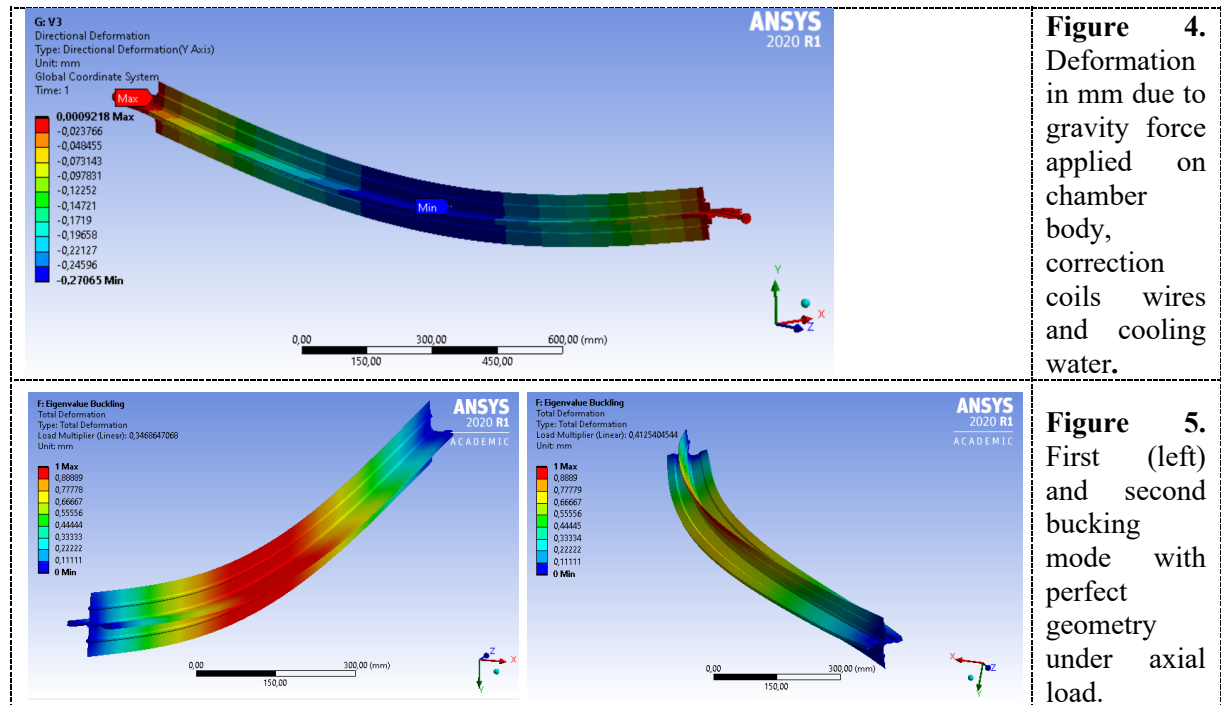 G: V3
Directional Deformation
Type: Directional Deformation(Y Axis)
Unit: mm
Global Coordinate System
Time: 1
Max
0,0009218 Max
-0,023766
-0,048455
-0,073143
-0,097831
-0,12252
-0,14721
-0,1719
-0,19658
-0,22127
-0,24596
-0,27065 Min
Min
ANSYS
2020 R1
Y
X
Z
0,00 300,00 600,00 (mm)
150,00 450,00
Figure 4.
Deformation
in mm due to
gravity force
applied on
chamber
body,
correction
coils wires
and cooling
water.
F: Eigenvalue Buckling
Total Deformation
Type: Total Deformation
Load Multiplier (Linear): 0,3468647068
Unit: mm
1 Max
0,88889
0,77778
0,66667
0,55556
0,44444
0,33333
0,22222
0,11111
0 Min
ANSYS
2020 R1
ACADEMIC
0,00 300,00 (mm)
150,00
Z
X
Y
F: Eigenvalue Buckling
Total Deformation
Type: Total Deformation
Load Multiplier (Linear): 0,4125404544
Unit: mm
1 Max
0,8889
0,77779
0,66667
0,55556
0,44445
0,33334
0,22222
0,11111
0 Min
ANSYS
2020 R1
ACADEMIC
0,00 300,00 (mm)
150,00
X
Z
Y
Figure 5.
First (left)
and second
bucking
mode with
perfect
geometry
under axial
load.